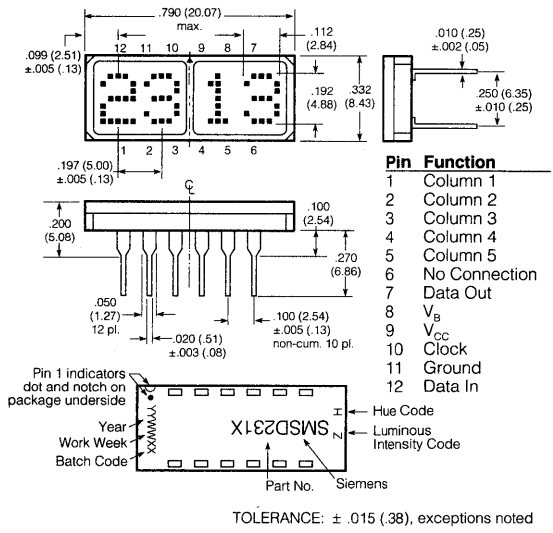 .790 (20.07)
max.
.112
(2.84)
.010 (.25)
±.002 (.05)
.099 (2.51)
±.005 (.13)
12 11 10 9 8 7
2313
.192
(4.88)
.332
(8.43)
.250 (6.35)
±.010 (.25)
1 2 3 4 5 6
.197 (5.00)
±.005 (.13)
Pin Function
1 Column 1
2 Column 2
3 Column 3
4 Column 4
5 Column 5
6 No Connection
7 Data Out
8 VB
9 VCC
10 Clock
11 Ground
12 Data In
℄
.200
(5.08)
.100
(2.54)
.270
(6.86)
.050
(1.27)
12 pl.
.020 (.51)
±.003 (.08)
.100 (2.54)
±.005 (.13)
non-cum. 10 pl.
Pin 1 indicators
dot and notch on
package underside
Year
Work Week
Batch Code
YYWWXX
SMSD231X
H
Z
Hue Code
Luminous
Intensity Code
Part No.
Siemens
TOLERANCE: ± .015 (.38), exceptions noted